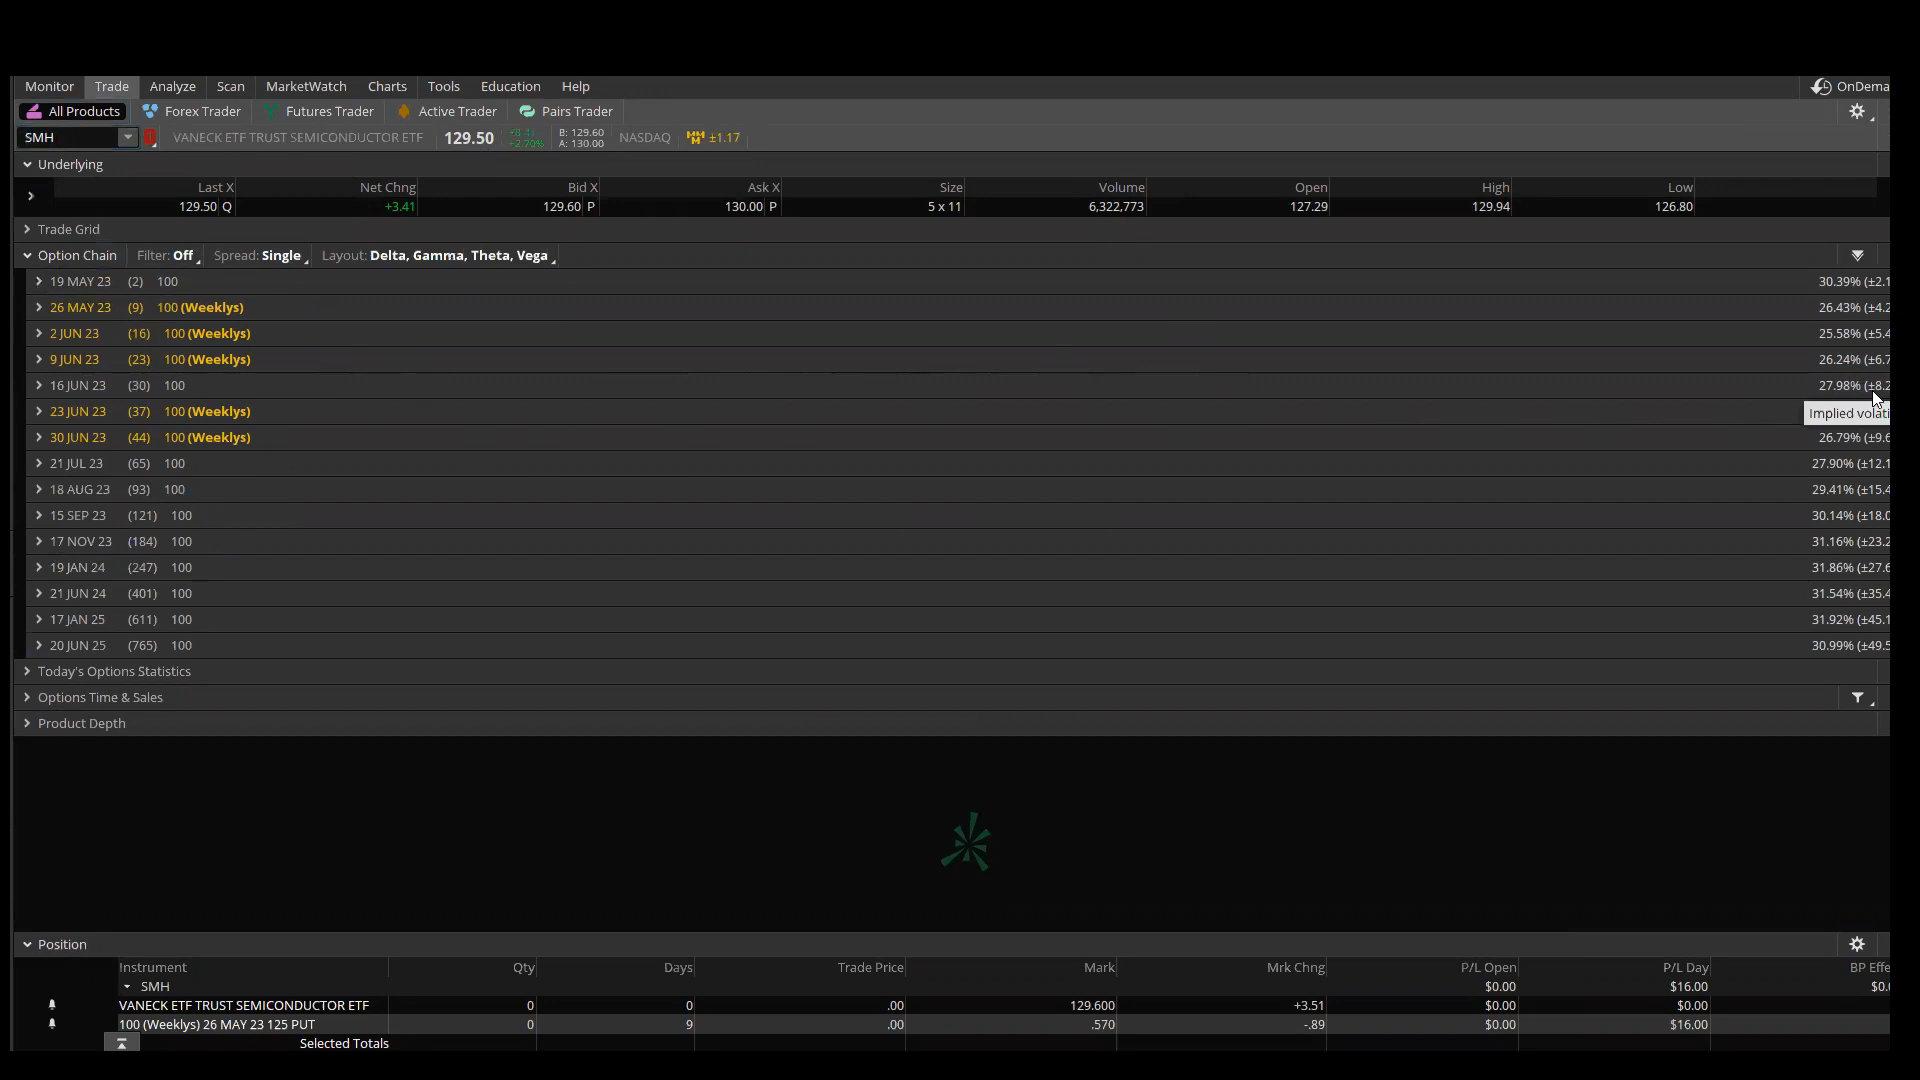 Monitor Trade Analyze Scan MarketWatch Charts Tools Education Help OnDema
All Products Forex Trader Futures Trader Active Trader Pairs Trader
SMH VANECK ETF TRUST SEMICONDUCTOR ETF 129.50 +2.70% B: 129.60 A: 130.00 NASDAQ ±1.17
Underlying
Last X Net Chng Bid X Ask X Size Volume Open High Low
129.50 Q +3.41 129.60 P 130.00 P 5 x 11 6,322,773 127.29 129.94 126.80
Trade Grid
Option Chain Filter: Off Spread: Single Layout: Delta, Gamma, Theta, Vega
19 MAY 23 (2) 100 30.39% (±2.1
26 MAY 23 (9) 100 (Weeklys) 26.43% (±4.2
2 JUN 23 (16) 100 (Weeklys) 25.58% (±5.4
9 JUN 23 (23) 100 (Weeklys) 26.24% (±6.7
16 JUN 23 (30) 100 27.98% (±8.2
23 JUN 23 (37) 100 (Weeklys) Implied volati
30 JUN 23 (44) 100 (Weeklys) 26.79% (±9.6
21 JUL 23 (65) 100 27.90% (±12.1
18 AUG 23 (93) 100 29.41% (±15.4
15 SEP 23 (121) 100 30.14% (±18.0
17 NOV 23 (184) 100 31.16% (±23.2
19 JAN 24 (247) 100 31.86% (±27.6
21 JUN 24 (401) 100 31.54% (±35.4
17 JAN 25 (611) 100 31.92% (±45.1
20 JUN 25 (765) 100 30.99% (±49.5
Today's Options Statistics
Options Time & Sales
Product Depth
Position
Instrument Qty Days Trade Price Mark Mrk Chng P/L Open P/L Day BP Effe
SMH $0.00 $16.00 $0.
VANECK ETF TRUST SEMICONDUCTOR ETF 0 0 .00 129.600 +3.51 $0.00 $0.00
100 (Weeklys) 26 MAY 23 125 PUT 0 9 .00 .570 -.89 $0.00 $16.00
Selected Totals